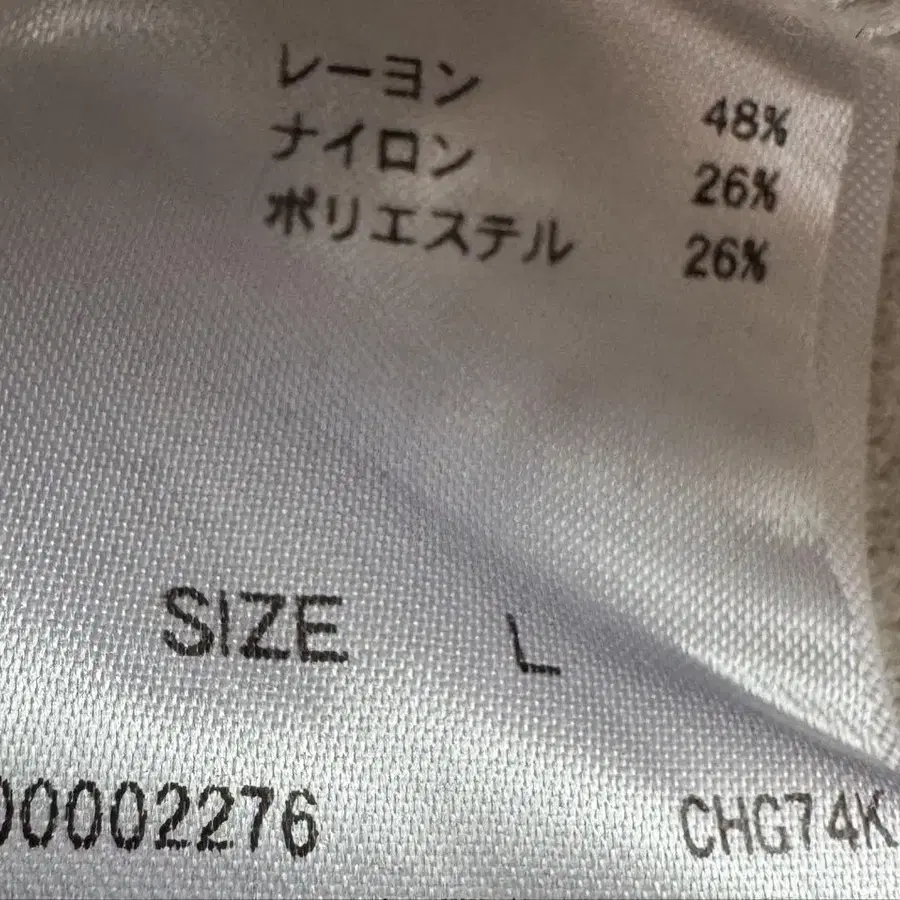 レーヨン 48%
ナイロン 26%
ポリエステル 26%
SIZE L
00002276 CHG74K